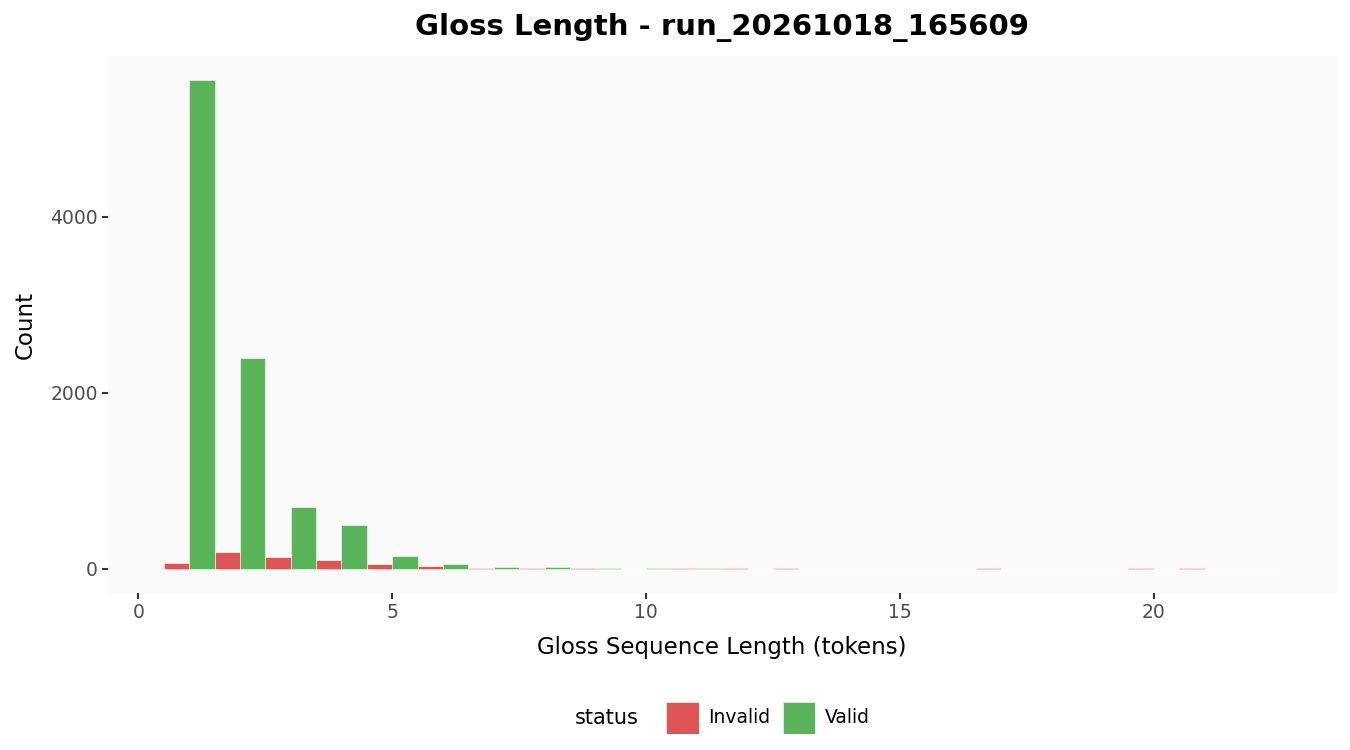 Gloss Length - run_20261018_165609
Count
4000
2000
0
0 5 10 15 20
Gloss Sequence Length (tokens)
status Invalid Valid